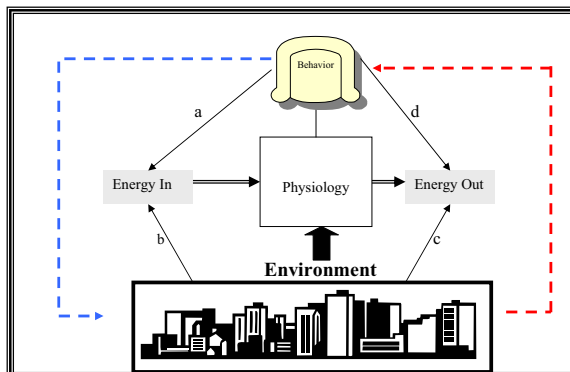 Behavior
a
d
Energy In
Physiology
Energy Out
b
c
Environment